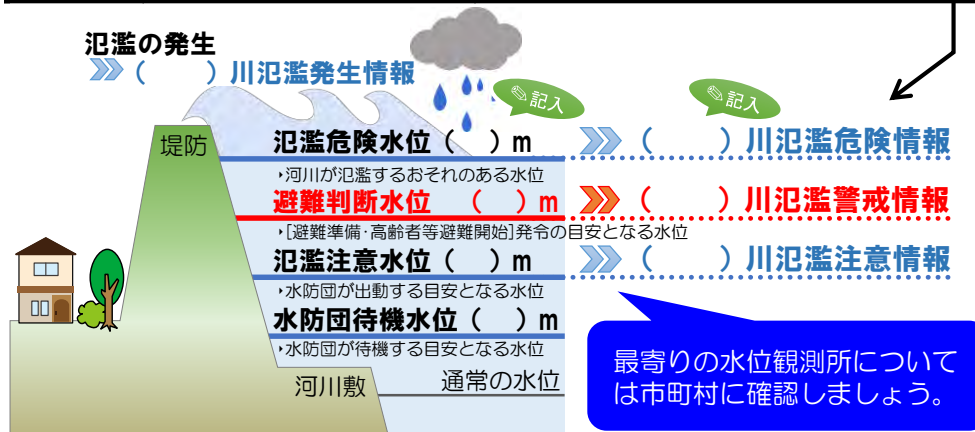 氾濫の発生
（　　）川氾濫発生情報
記入
記入
堤防
氾濫危険水位（　）m
（　　）川氾濫危険情報
・河川が氾濫するおそれのある水位
避難判断水位　（　）m
（　　）川氾濫警戒情報
・[避難準備・高齢者等避難開始]発令の目安となる水位
氾濫注意水位（　）m
（　　）川氾濫注意情報
・水防団が出動する目安となる水位
水防団待機水位（　）m
・水防団が待機する目安となる水位
河川敷
通常の水位
最寄りの水位観測所について
は市町村に確認しましょう。